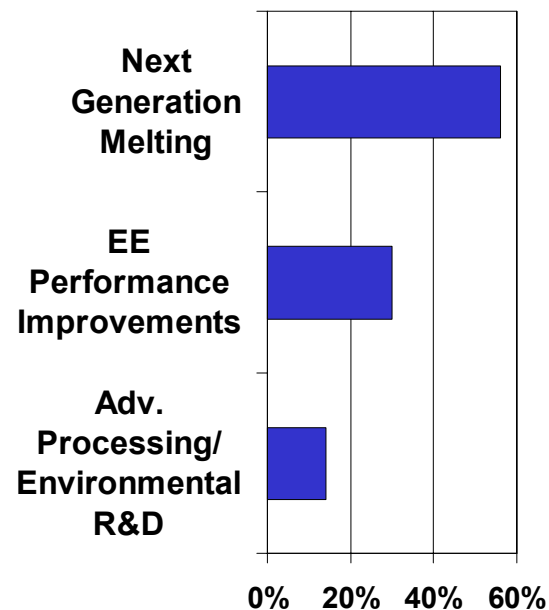 Next
Generation
Melting
EE
Performance
Improvements
Adv.
Processing/
Environmental
R&D
0% 20% 40% 60%